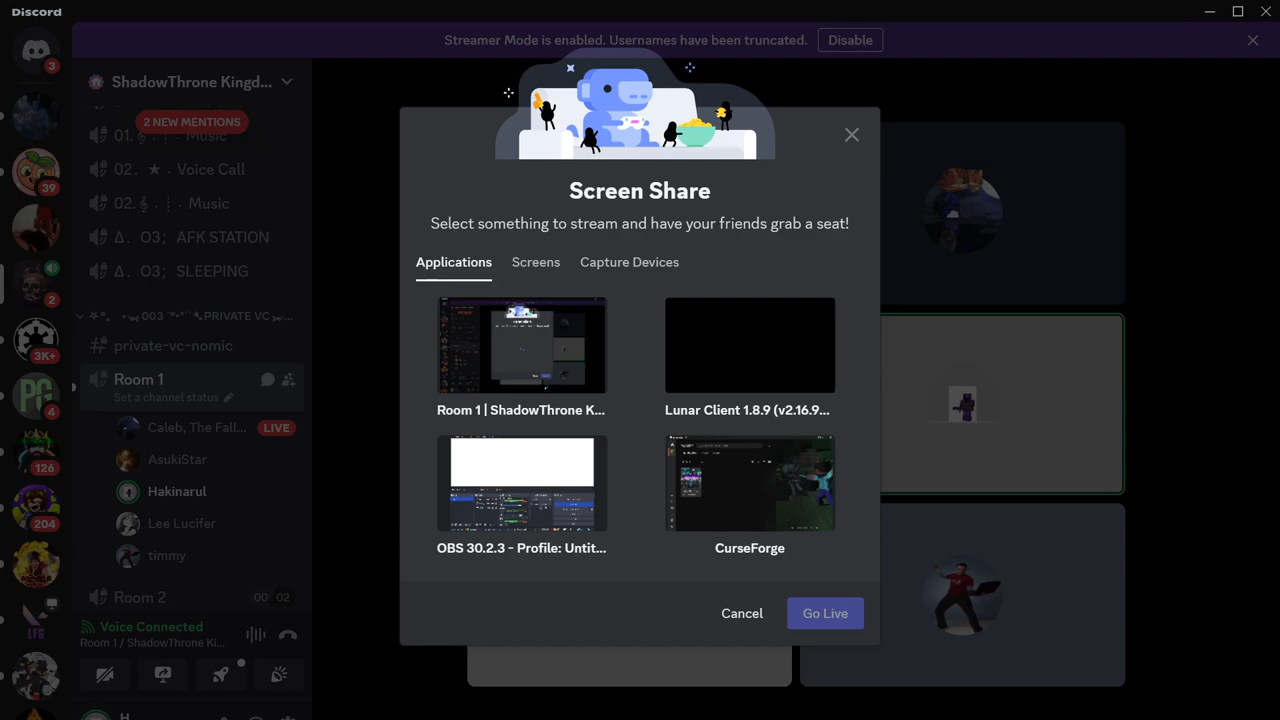 Discord
Streamer Mode is enabled. Usernames have been truncated.
Disable
3
39
2
3K+
PG
4
126
204
LFG
ShadowThrone Kingd...
2 NEW MENTIONS
01. Music
02. ★ . Voice Call
02. Music
Δ. O3; AFK STATION
Δ. O3; SLEEPING
003 PRIVATE VC
private-vc-nomic
Room 1
Set a channel status
Caleb, The Fall...
LIVE
AsukiStar
Hakinarul
Lee Lucifer
timmy
Room 2
00 02
Voice Connected
Room 1 / ShadowThrone Ki...
Screen Share
Select something to stream and have your friends grab a seat!
Applications
Screens
Capture Devices
Room 1 | ShadowThrone K...
Lunar Client 1.8.9 (v2.16.9...
OBS 30.2.3 - Profile: Untit...
CurseForge
Cancel
Go Live